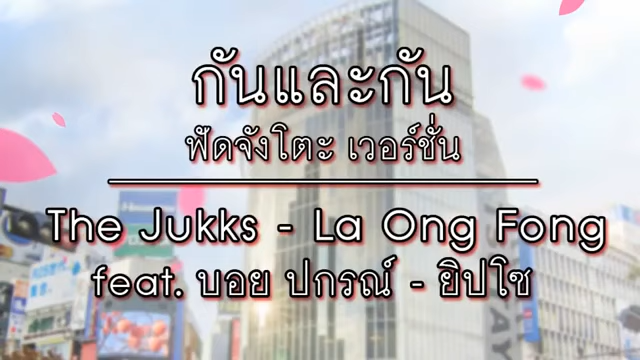 กันและกัน
ฟัดจังโตะ เวอร์ชั่น
The Jukks - La Ong Fong
feat. บอย ปกรณ์ - ยิปโซ